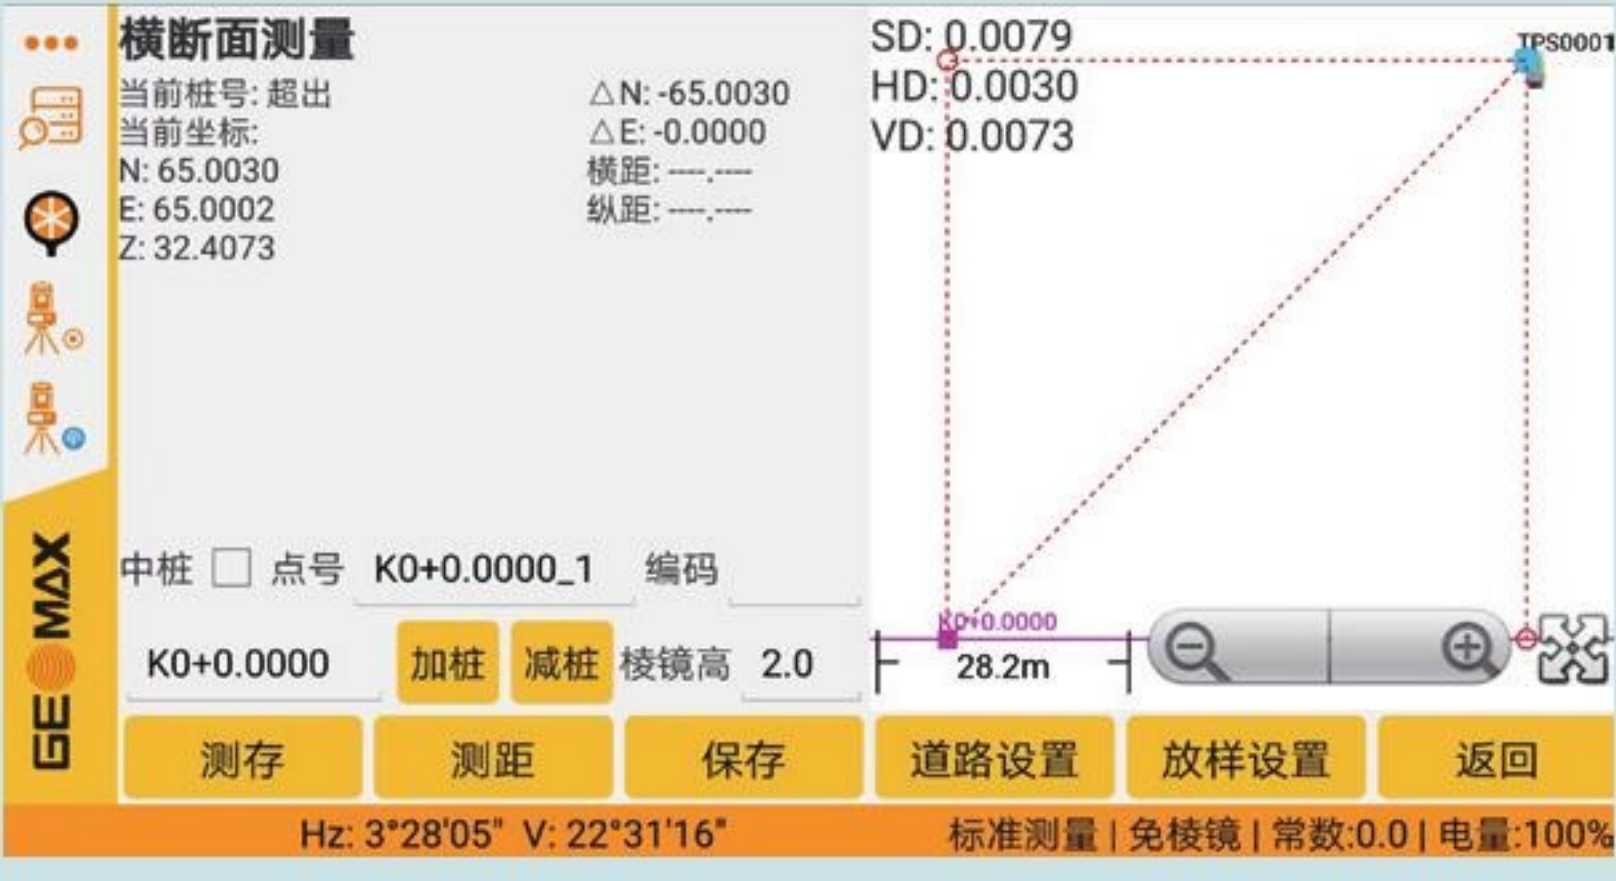 横断面测量
当前桩号: 超出
当前坐标:
N: 65.0030
E: 65.0002
Z: 32.4073
△N: -65.0030
△E: -0.0000
横距: ----.----
纵距: ----.----
SD: 0.0079
HD: 0.0030
VD: 0.0073
TPS0001
K0+0.0000
28.2m
中桩 点号 K0+0.0000_1 编码
K0+0.0000 加桩 减桩 棱镜高 2.0
测存 测距 保存 道路设置 放样设置 返回
GEOMAX
Hz: 3°28'05" V: 22°31'16" 标准测量 | 免棱镜 | 常数:0.0 | 电量:100%